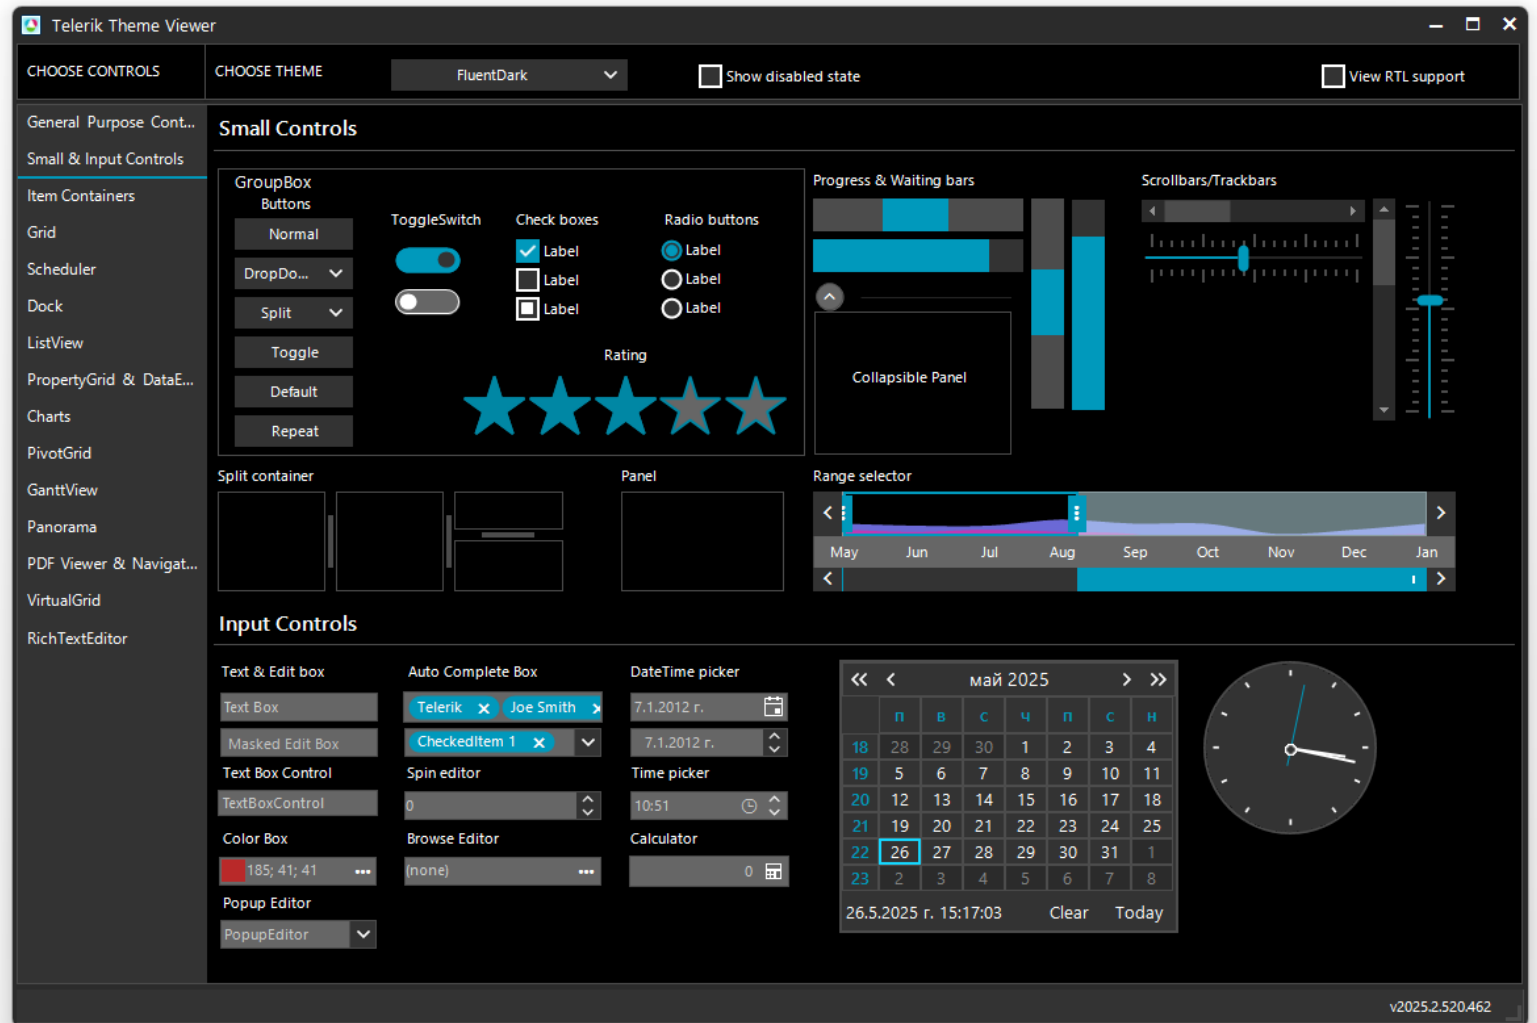 Telerik Theme Viewer
CHOOSE CONTROLS
CHOOSE THEME
FluentDark
Show disabled state
View RTL support
General Purpose Cont...
Small & Input Controls
Item Containers
Grid
Scheduler
Dock
ListView
PropertyGrid & DataE...
Charts
PivotGrid
GanttView
Panorama
PDF Viewer & Navigat...
VirtualGrid
RichTextEditor
Small Controls
GroupBox
Buttons
Normal
DropDo...
Split
Toggle
Default
Repeat
ToggleSwitch
Check boxes
Label
Label
Label
Radio buttons
Label
Label
Label
Rating
Progress & Waiting bars
Collapsible Panel
Scrollbars/Trackbars
Split container
Panel
Range selector
May Jun Jul Aug Sep Oct Nov Dec Jan
Input Controls
Text & Edit box
Text Box
Masked Edit Box
Text Box Control
TextBoxControl
Color Box
185; 41; 41
Popup Editor
PopupEditor
Auto Complete Box
Telerik Joe Smith
CheckedItem 1
Spin editor
0
Browse Editor
(none)
DateTime picker
7.1.2012 г.
7.1.2012 г.
Time picker
10:51
Calculator
0
май 2025
П В С Ч П С Н
18 28 29 30 1 2 3 4
19 5 6 7 8 9 10 11
20 12 13 14 15 16 17 18
21 19 20 21 22 23 24 25
22 26 27 28 29 30 31 1
23 2 3 4 5 6 7 8
26.5.2025 г. 15:17:03 Clear Today
v2025.2.520.462